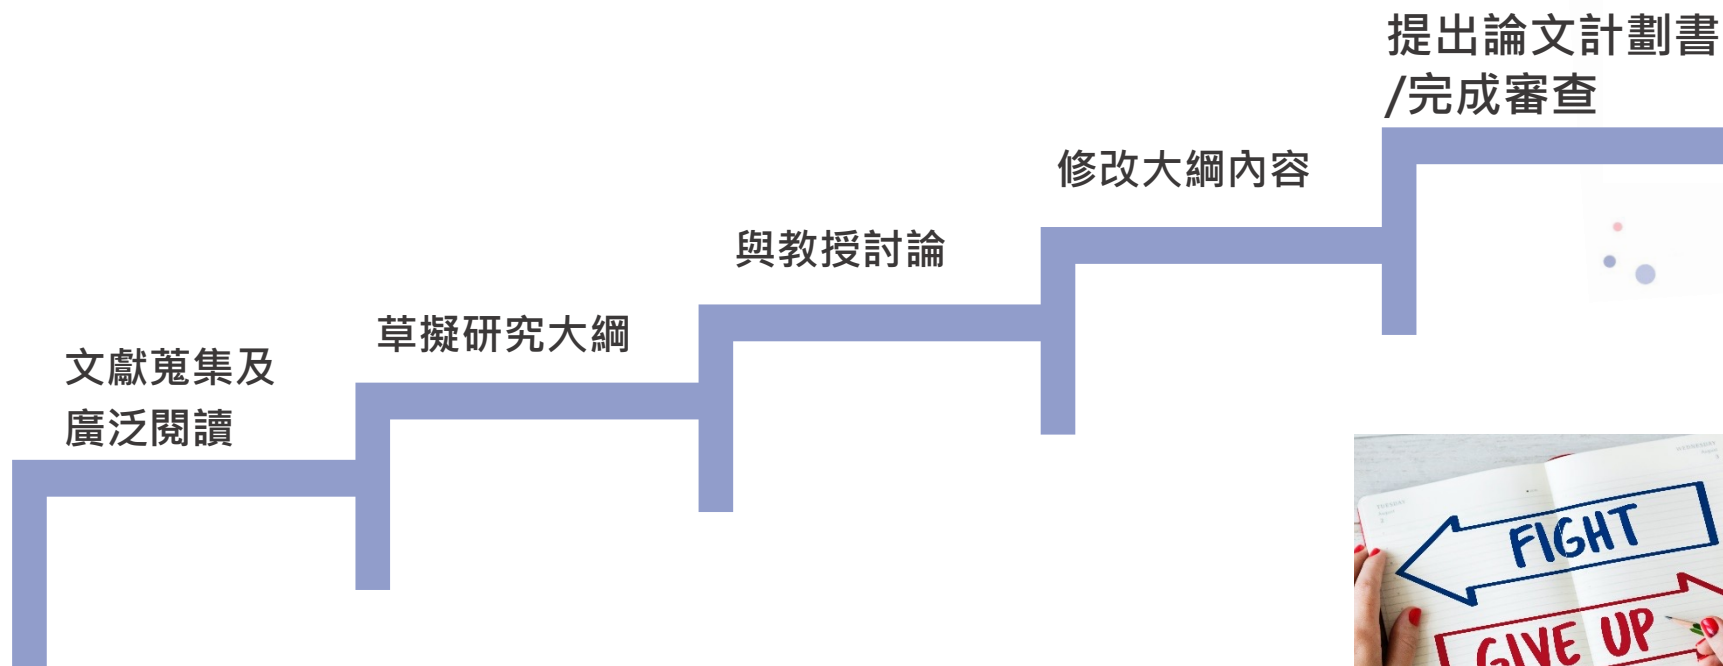 提出論文計劃書
/完成審查
修改大綱內容
與教授討論
草擬研究大綱
文獻蒐集及
廣泛閱讀
FIGHT
GIVE UP